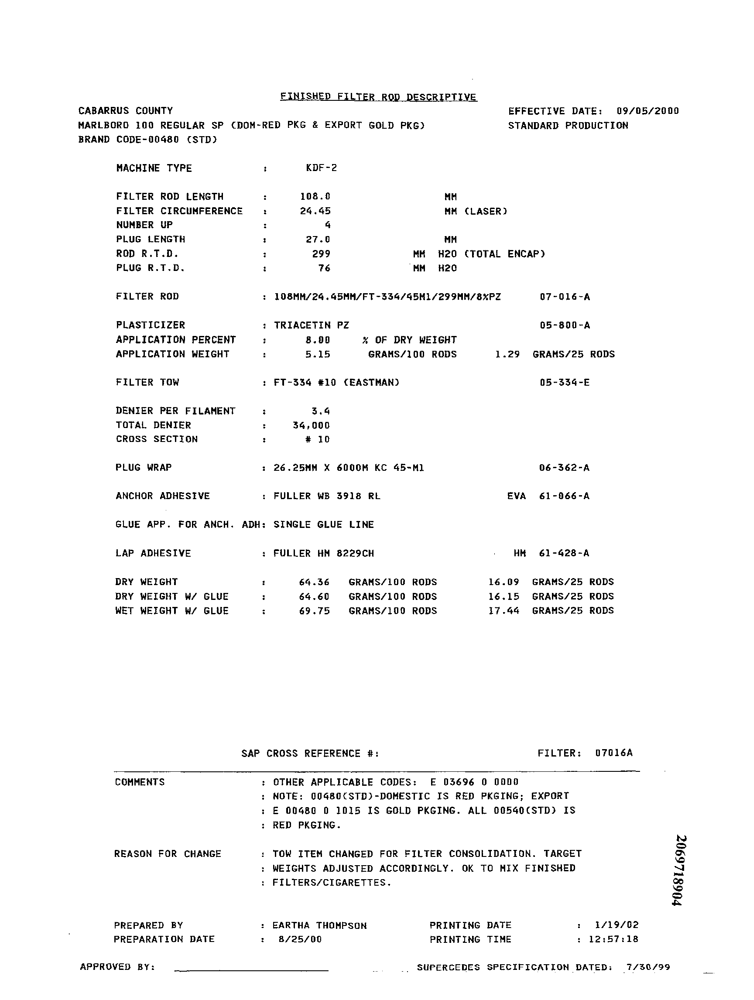 FINISHED FILTER ROD DESCRIPTIVE
CABARRUS COUNTY EFFECTIVE DATE: 09/05/2000
MARLBORO 100 REGULAR SP (DOM-RED PKG & EXPORT GOLD PKG) STANDARD PRODUCTION
BRAND CODE-00480 (STD)
MACHINE TYPE : KDF-2
FILTER ROD LENGTH : 108.0 MM
FILTER CIRCUMFERENCE : 24.45 MM (LASER)
NUMBER UP : 4
PLUG LENGTH : 27.0 MM
ROD R.T.D. : 299 MM H2O (TOTAL ENCAP)
PLUG R.T.D. : 76 MM H2O
FILTER ROD : 108MM/24.45MM/FT-334/45M1/299MM/8%PZ 07-016-A
PLASTICIZER : TRIACETIN PZ 05-800-A
APPLICATION PERCENT : 8.00 % OF DRY WEIGHT
APPLICATION WEIGHT : 5.15 GRAMS/100 RODS 1.29 GRAMS/25 RODS
FILTER TOW : FT-334 #10 (EASTMAN) 05-334-E
DENIER PER FILAMENT : 3.4
TOTAL DENIER : 34,000
CROSS SECTION : # 10
PLUG WRAP : 26.25MM X 6000M KC 45-M1 06-362-A
ANCHOR ADHESIVE : FULLER WB 3918 RL EVA 61-066-A
GLUE APP. FOR ANCH. ADH: SINGLE GLUE LINE
LAP ADHESIVE : FULLER HM 8229CH HM 61-428-A
DRY WEIGHT : 64.36 GRAMS/100 RODS 16.09 GRAMS/25 RODS
DRY WEIGHT W/ GLUE : 64.60 GRAMS/100 RODS 16.15 GRAMS/25 RODS
WET WEIGHT W/ GLUE : 69.75 GRAMS/100 RODS 17.44 GRAMS/25 RODS
SAP CROSS REFERENCE #: FILTER: 07016A
COMMENTS : OTHER APPLICABLE CODES: E 03696 0 0000
: NOTE: 00480(STD)-DOMESTIC IS RED PKGING; EXPORT
: E 00480 0 1015 IS GOLD PKGING. ALL 00540(STD) IS
: RED PKGING.
REASON FOR CHANGE : TOW ITEM CHANGED FOR FILTER CONSOLIDATION. TARGET
: WEIGHTS ADJUSTED ACCORDINGLY. OK TO MIX FINISHED
: FILTERS/CIGARETTES.
2069718904
PREPARED BY : EARTHA THOMPSON PRINTING DATE : 1/19/02
PREPARATION DATE : 8/25/00 PRINTING TIME : 12:57:18
APPROVED BY: SUPERCEDES SPECIFICATION DATED: 7/30/99